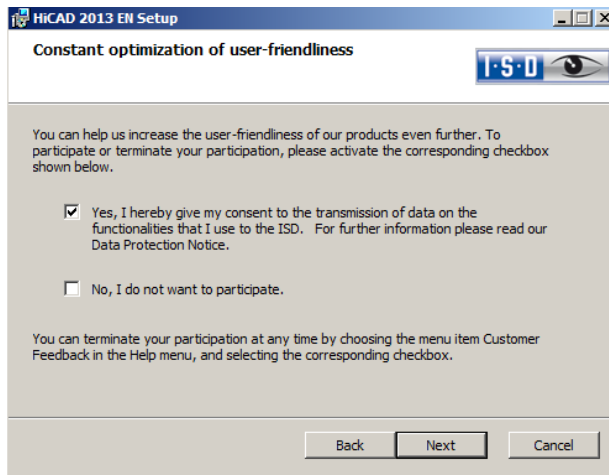 HiCAD 2013 EN Setup
Constant optimization of user-friendliness
I·S·D
You can help us increase the user-friendliness of our products even further. To
participate or terminate your participation, please activate the corresponding checkbox
shown below.
Yes, I hereby give my consent to the transmission of data on the
functionalities that I use to the ISD. For further information please read our
Data Protection Notice.
No, I do not want to participate.
You can terminate your participation at any time by choosing the menu item Customer
Feedback in the Help menu, and selecting the corresponding checkbox.
Back Next Cancel